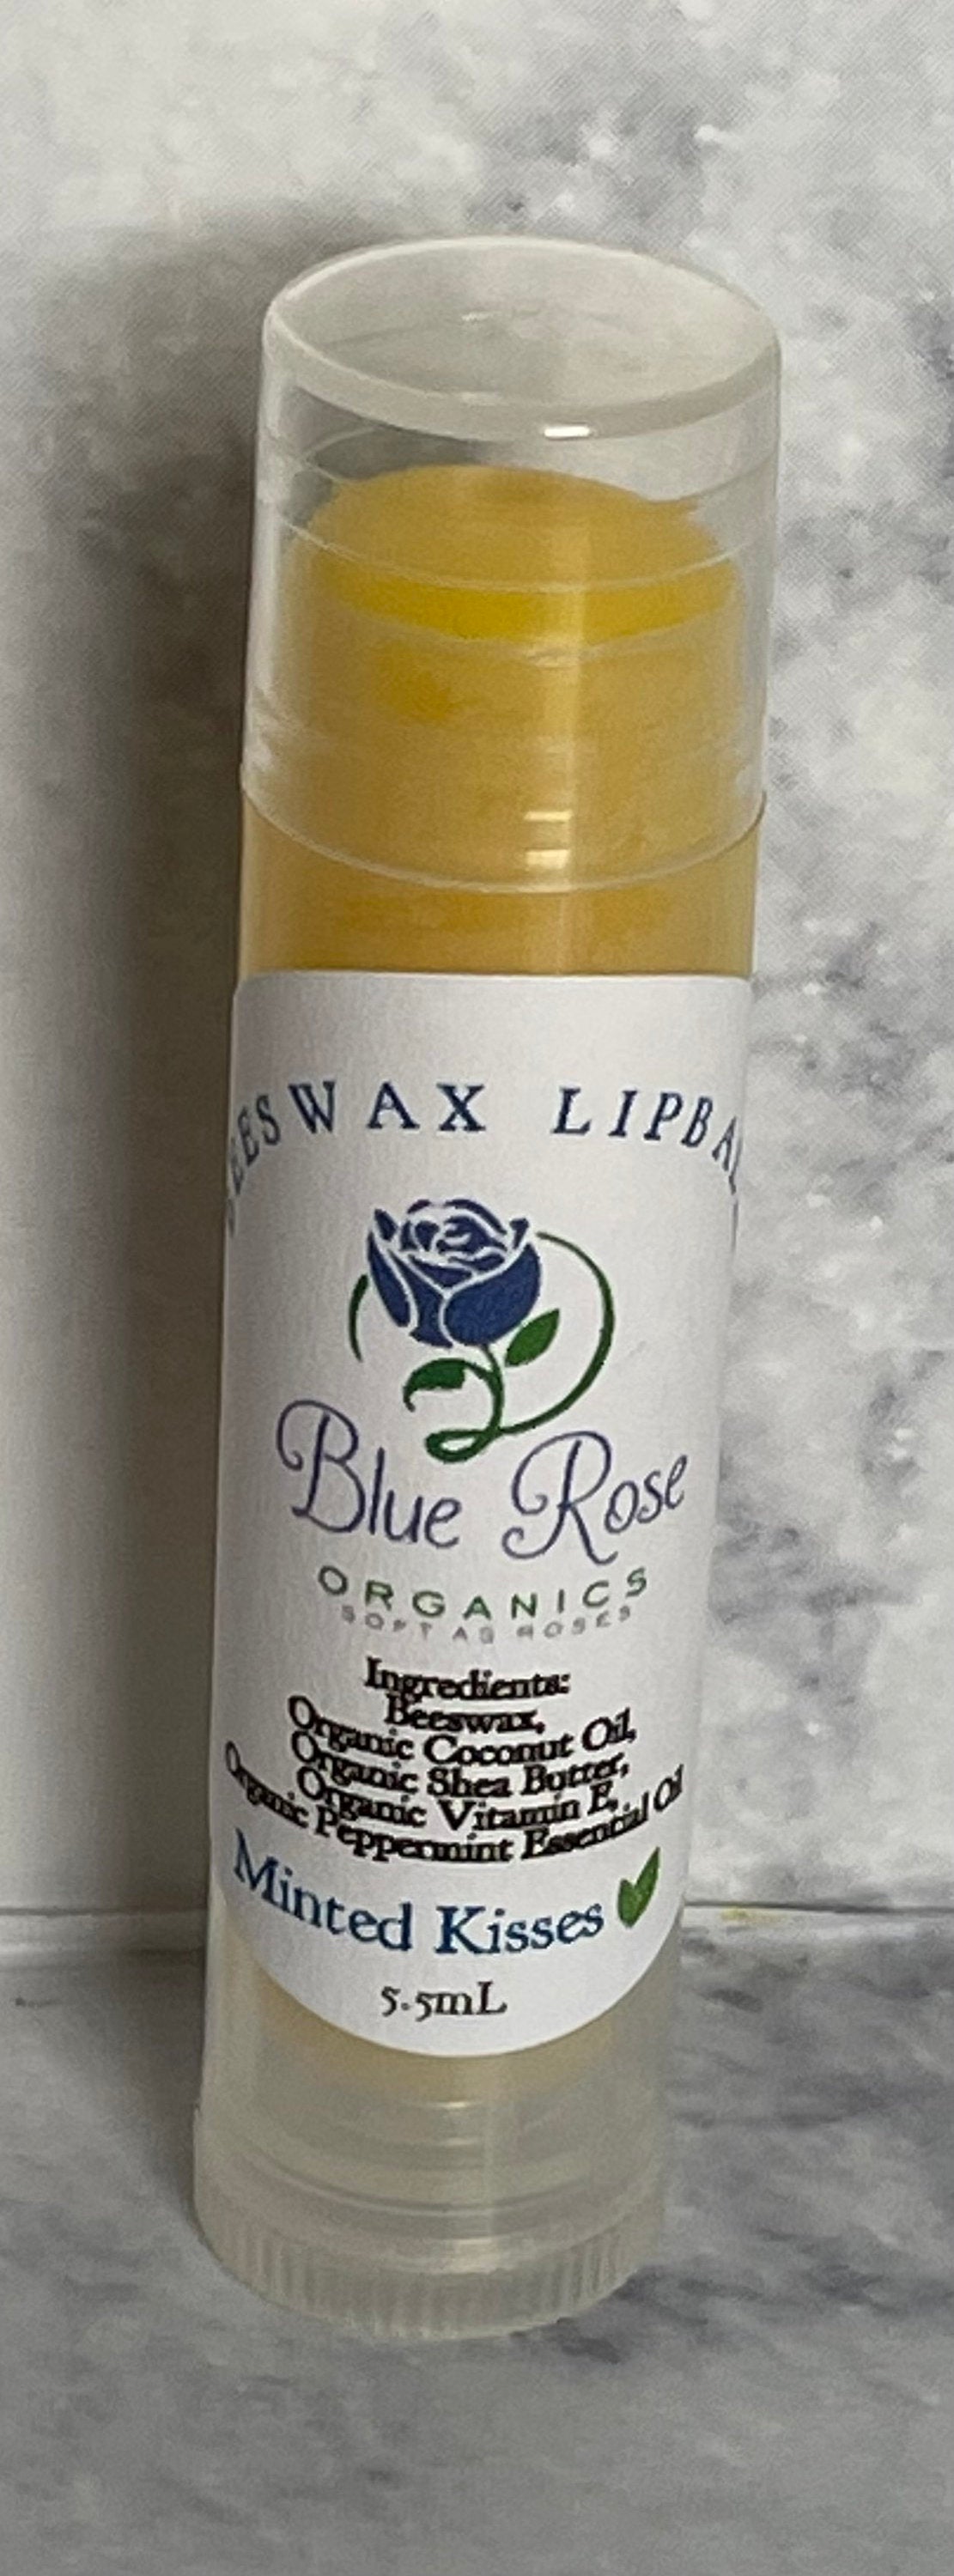 BEESWAX LIPBAL
Blue Rose
ORGANICS
SOFT AS ROSES
Ingredients:
Beeswax,
Organic Coconut Oil,
Organic Shea Butter,
Organic Vitamin E,
Organic Peppermint Essential Oil
Minted Kisses
5.5mL